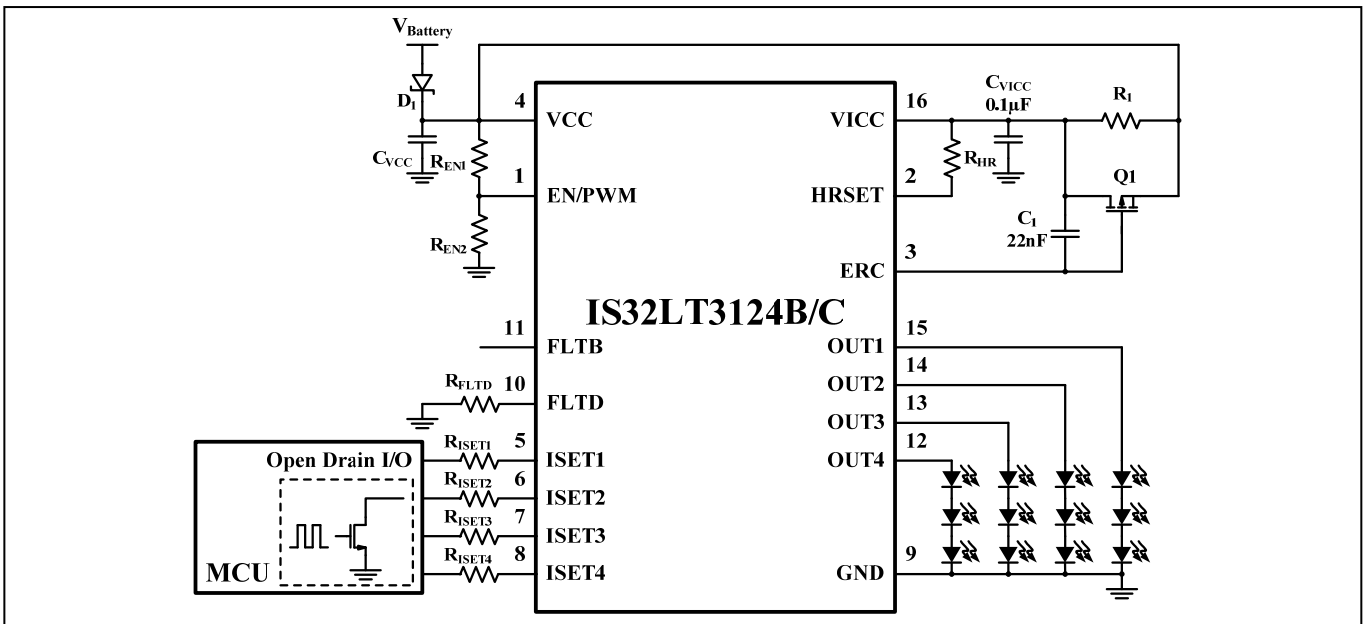 VBattery
D1
CVCC
REN1
REN2
4
VCC
1
EN/PWM
11
FLTB
RFLTD
10
FLTD
RISET1
5
ISET1
RISET2
6
ISET2
RISET3
7
ISET3
RISET4
8
ISET4
Open Drain I/O
MCU
IS32LT3124B/C
16
VICC
CVICC
0.1µF
R1
RHR
2
HRSET
Q1
C1
22nF
3
ERC
15
OUT1
14
OUT2
13
OUT3
12
OUT4
9
GND